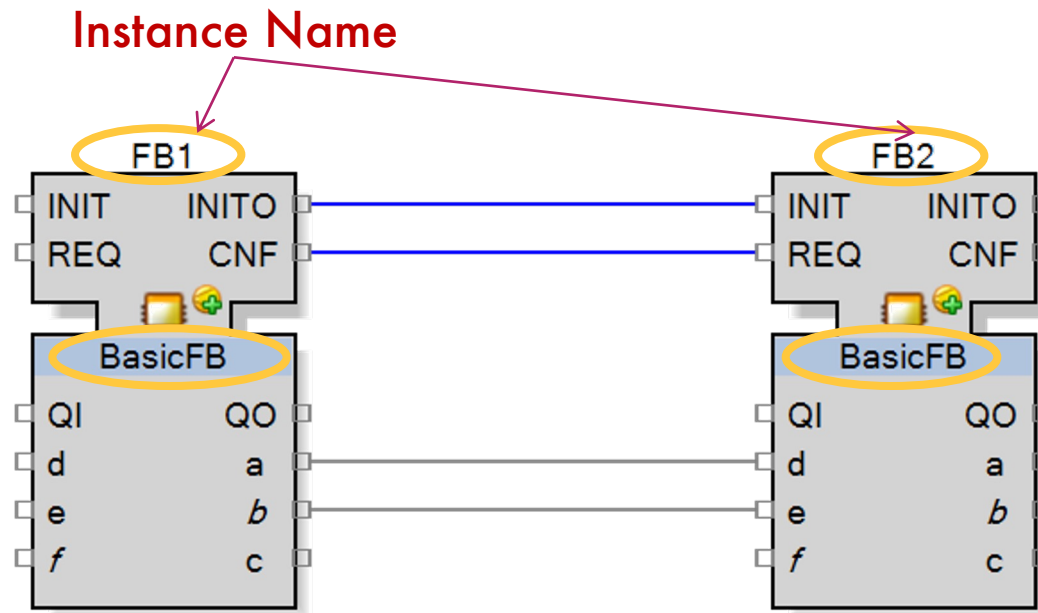 Instance Name
FB1 FB2
INIT INITO INIT INITO
REQ CNF REQ CNF
BasicFB BasicFB
QI QO QI QO
d a d a
e b e b
f c f c